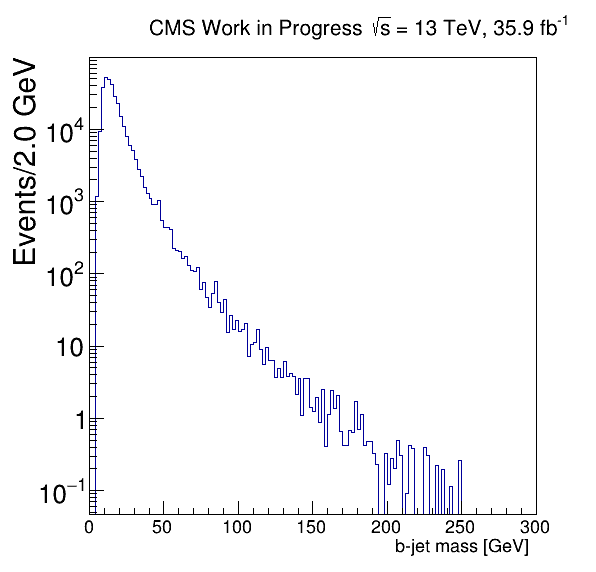 CMS Work in Progress √s = 13 TeV, 35.9 fb⁻¹
Events/2.0 GeV
10⁴
10³
10²
10
1
10⁻¹
0 50 100 150 200 250 300
b-jet mass [GeV]